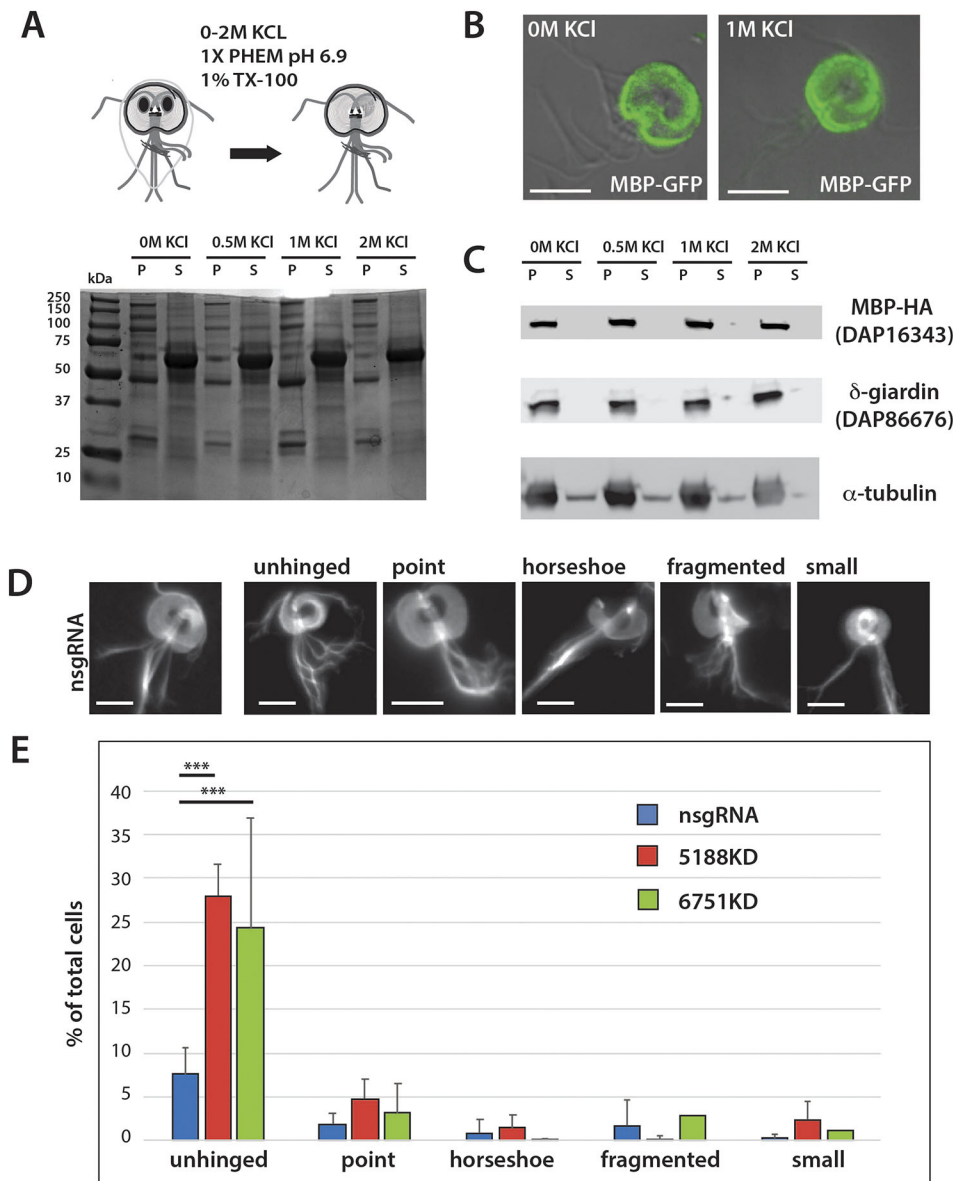 A
0-2M KCL
1X PHEM pH 6.9
1% TX-100
0M KCl 0.5M KCl 1M KCl 2M KCl
kDa P S P S P S P S
250
150
100
75
50
37
25
10
B
0M KCl
MBP-GFP
1M KCl
MBP-GFP
C
0M KCl 0.5M KCl 1M KCl 2M KCl
P S P S P S P S
MBP-HA
(DAP16343)
δ-giardin
(DAP86676)
α-tubulin
D
nsgRNA
unhinged point horseshoe fragmented small
E
*** 
***
% of total cells
40
35
30
25
20
15
10
5
0
nsgRNA
5188KD
6751KD
unhinged point horseshoe fragmented small